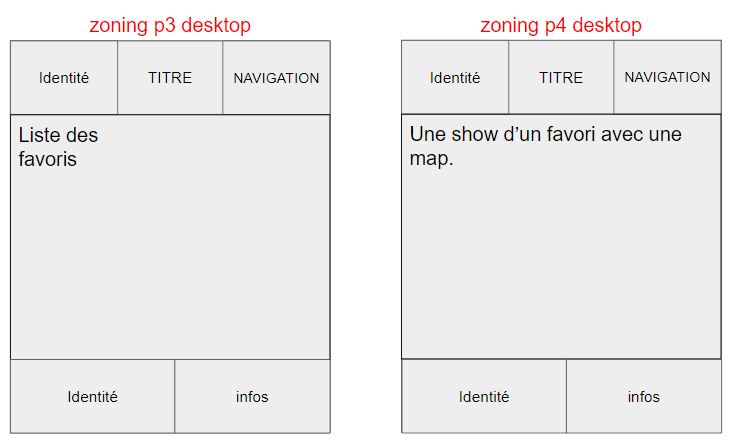 zoning p3 desktop
zoning p4 desktop
Identité
TITRE
NAVIGATION
Identité
TITRE
NAVIGATION
Liste des
favoris
Une show d’un favori avec une
map.
Identité
infos
Identité
infos